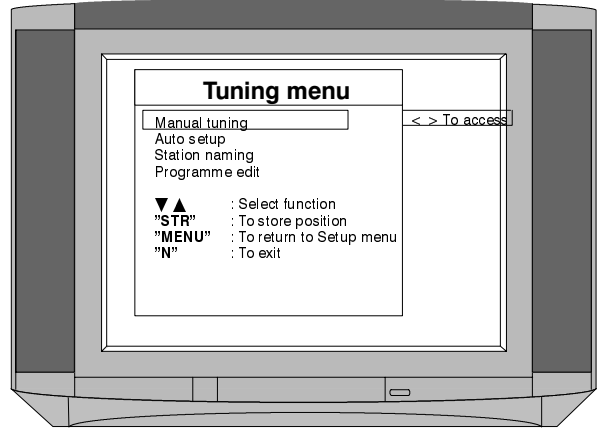 Tuning menu
Manual tuning
< > To access
Auto setup
Station naming
Programme edit
▼ ▲ : Select function
”STR” : To store position
”MENU” : To return to Setup menu
”N” : To exit